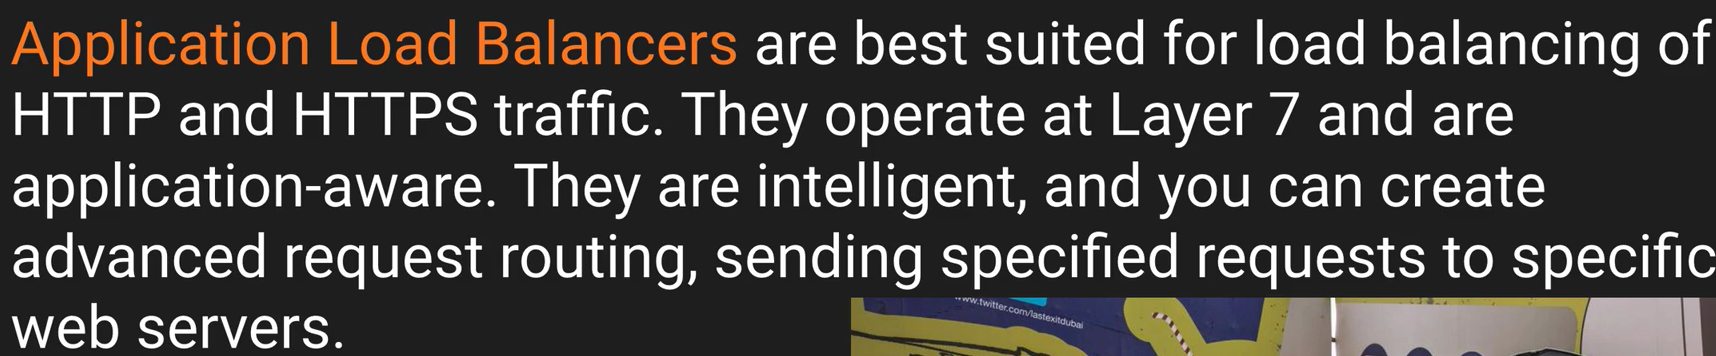 Application Load Balancers are best suited for load balancing of
HTTP and HTTPS traffic. They operate at Layer 7 and are
application-aware. They are intelligent, and you can create
advanced request routing, sending specified requests to specific
web servers.
www.twitter.com/lastexitdubai